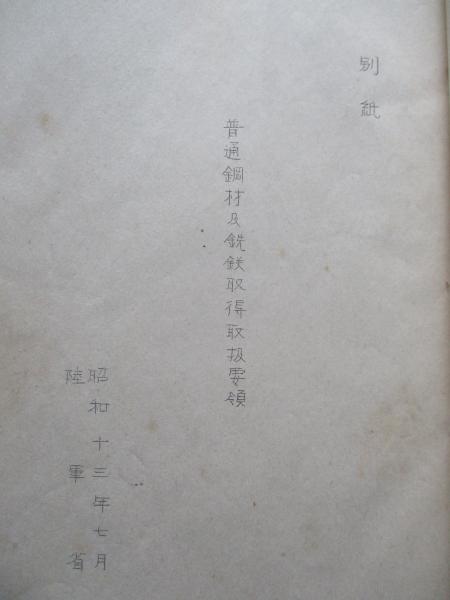 別紙
普通鋼材及銑鉄取得取扱要領
昭和十三年七月
陸軍省